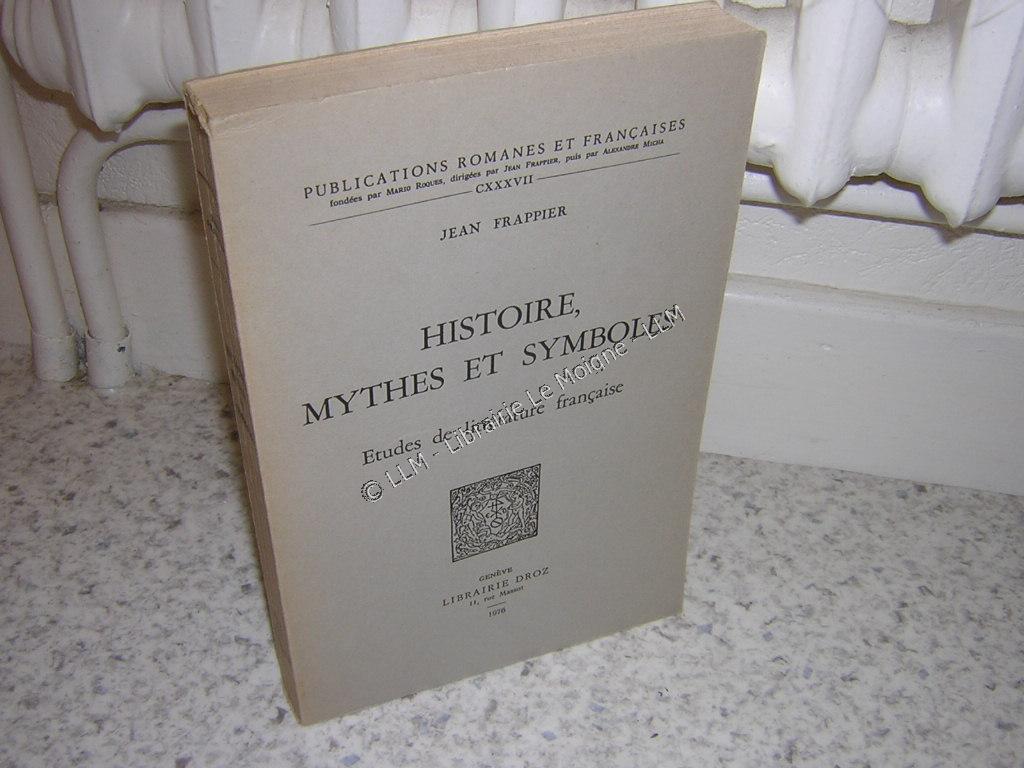 PUBLICATIONS ROMANES ET FRANÇAISES
fondées par MARIO ROQUES, dirigées par JEAN FRAPPIER, puis par ALEXANDRE MICHA
CXXXVII
JEAN FRAPPIER
HISTOIRE,
MYTHES ET SYMBOLES
Etudes de littérature française
© LLM - Librairie Le Moigne - LLM
GENÈVE
LIBRAIRIE DROZ
11, rue Massot
1976